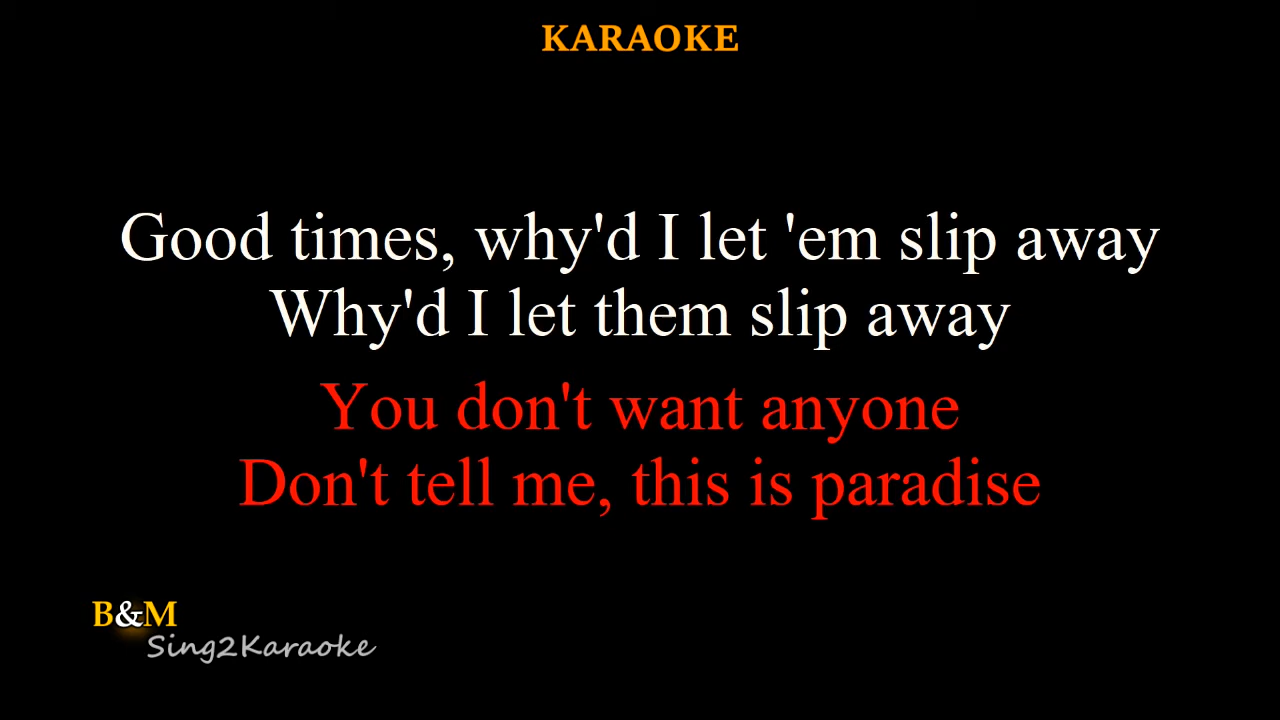 KARAOKE
Good times, why'd I let 'em slip away
Why'd I let them slip away
You don't want anyone
Don't tell me, this is paradise
B&M
Sing2Karaoke